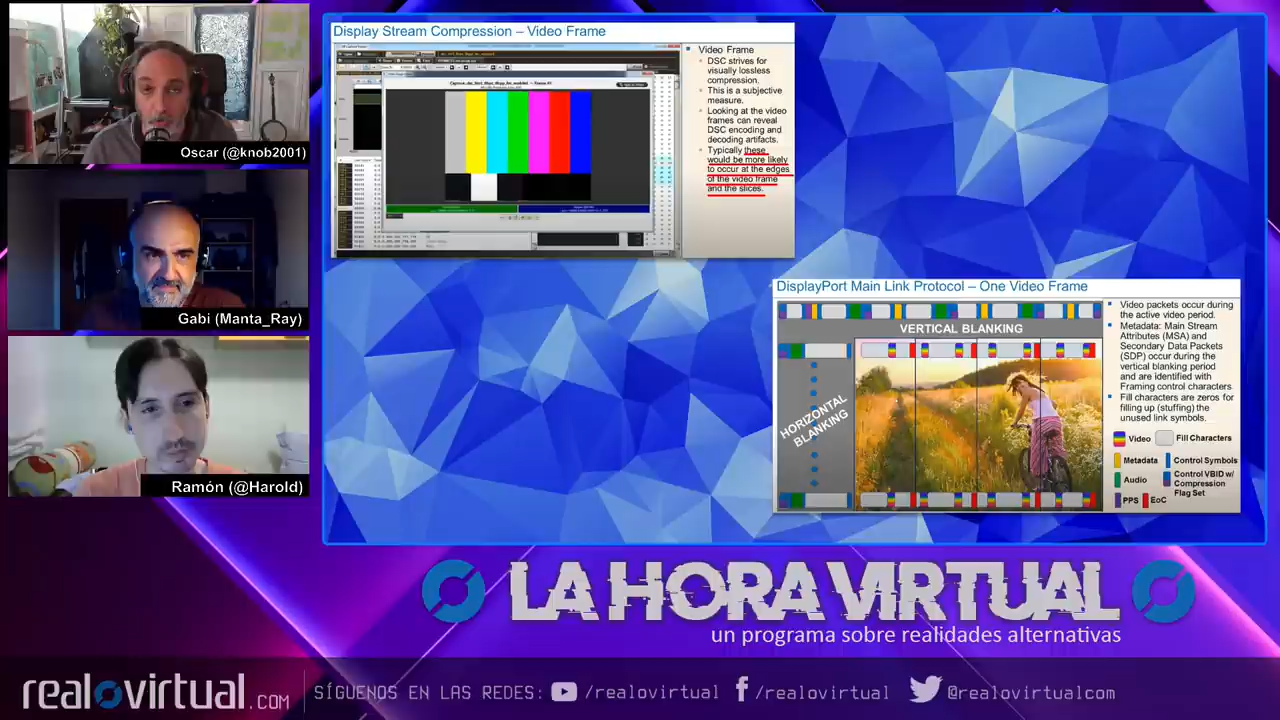 Oscar (@knob2001)
Gabi (Manta_Ray)
Ramón (@Harold)
Display Stream Compression – Video Frame
Video Frame
DSC strives for
visually lossless
compression.
This is a subjective
measure.
Looking at the video
frames can reveal
DSC encoding and
decoding artifacts.
Typically these
would be more likely
to occur at the edges
of the video frame
and the slices.
DisplayPort Main Link Protocol – One Video Frame
VERTICAL BLANKING
HORIZONTAL
BLANKING
Video packets occur during
the active video period.
Metadata: Main Stream
Attributes (MSA) and
Secondary Data Packets
(SDP) occur during the
vertical blanking period
and are identified with
Framing control characters
Fill characters are zeros for
filling up (stuffing) the
unused link symbols.
Video
Fill Characters
Metadata
Control Symbols
Audio
Control VBID w/
Compression
Flag Set
PPS
EoC
LA HORA VIRTUAL
un programa sobre realidades alternativas
realovirtual.com
SÍGUENOS EN LAS REDES:
/realovirtual
/realovirtual
@realovirtualcom